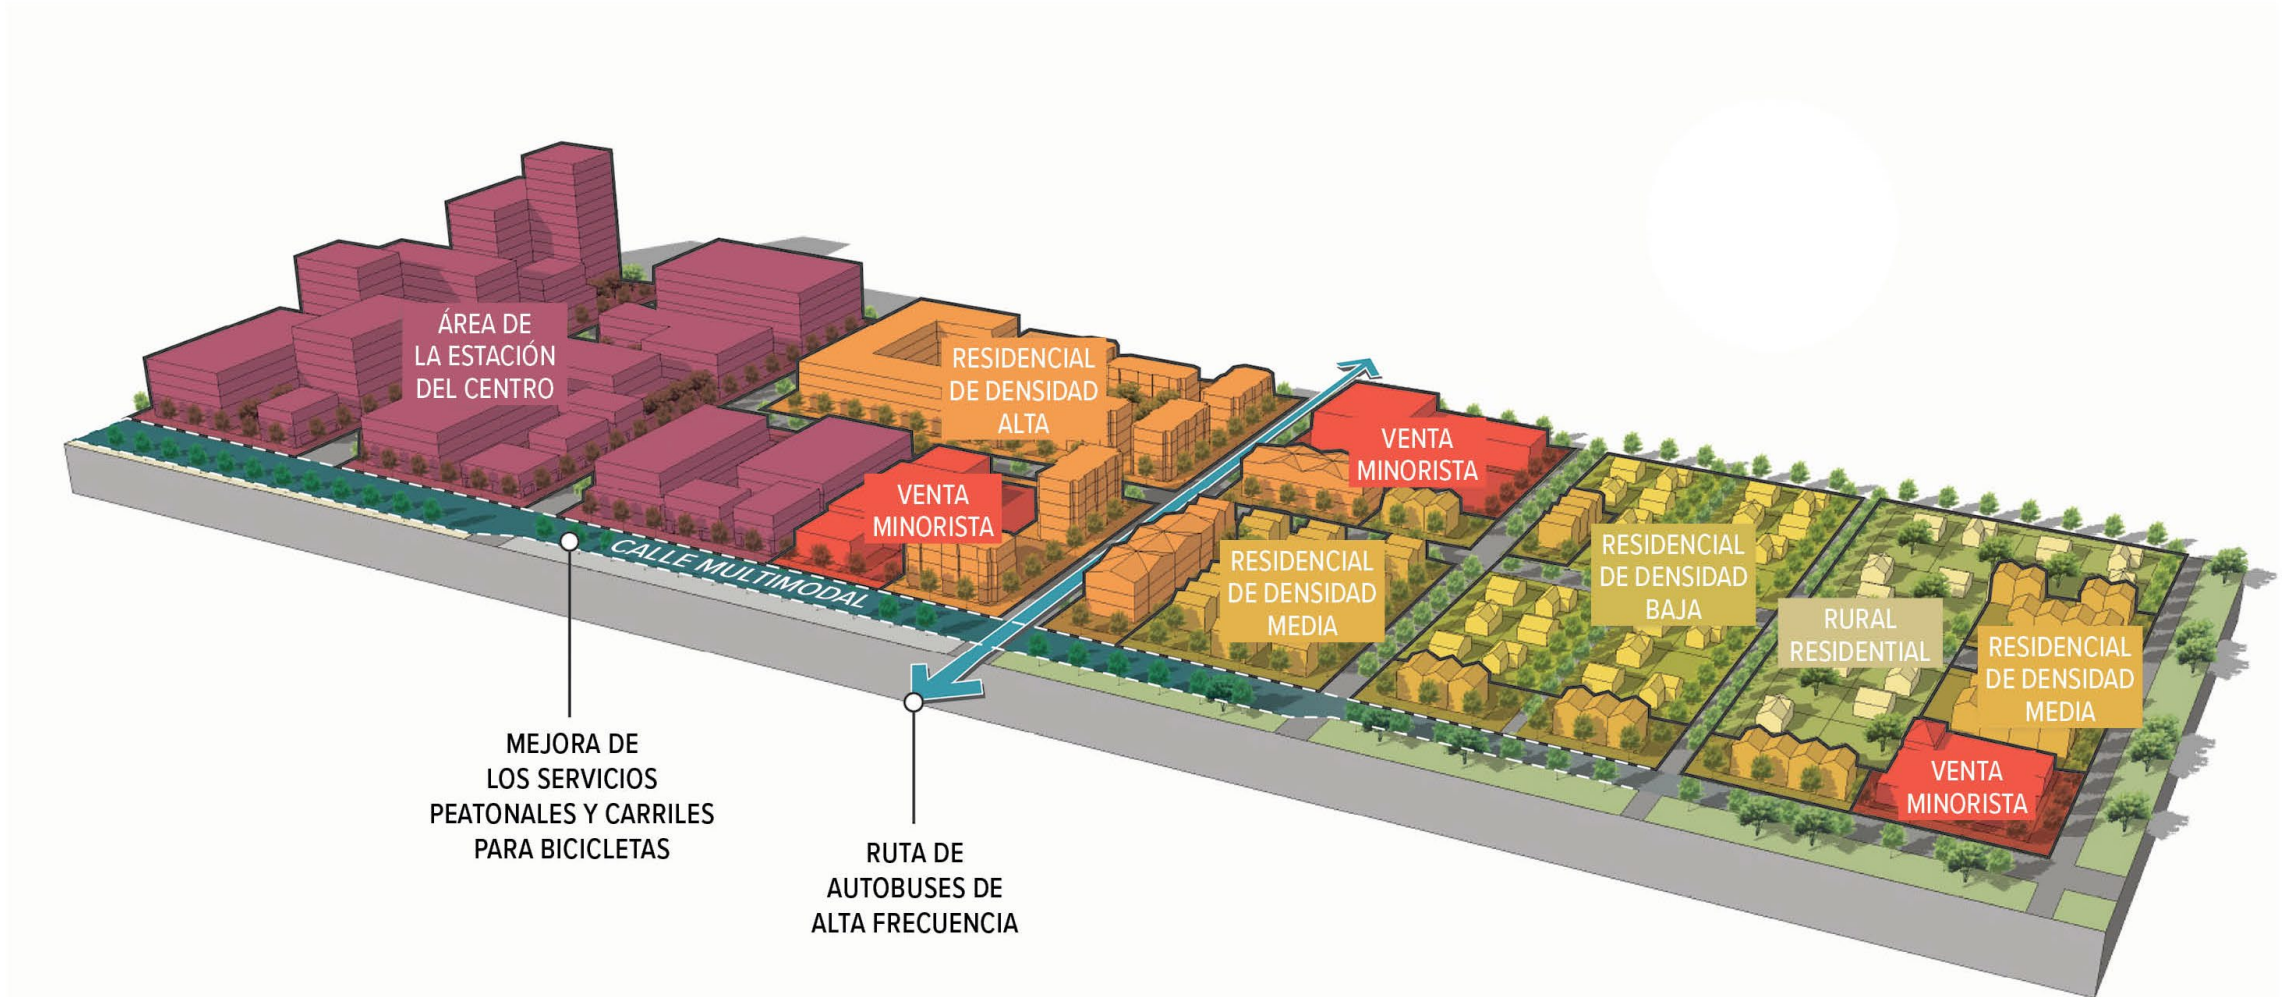 ÁREA DE
LA ESTACIÓN
DEL CENTRO
RESIDENCIAL
DE DENSIDAD
ALTA
VENTA
MINORISTA
VENTA
MINORISTA
CALLE MULTIMODAL
RESIDENCIAL
DE DENSIDAD
MEDIA
RESIDENCIAL
DE DENSIDAD
BAJA
RURAL
RESIDENTIAL
RESIDENCIAL
DE DENSIDAD
MEDIA
VENTA
MINORISTA
MEJORA DE
LOS SERVICIOS
PEATONALES Y CARRILES
PARA BICICLETAS
RUTA DE
AUTOBUSES DE
ALTA FRECUENCIA